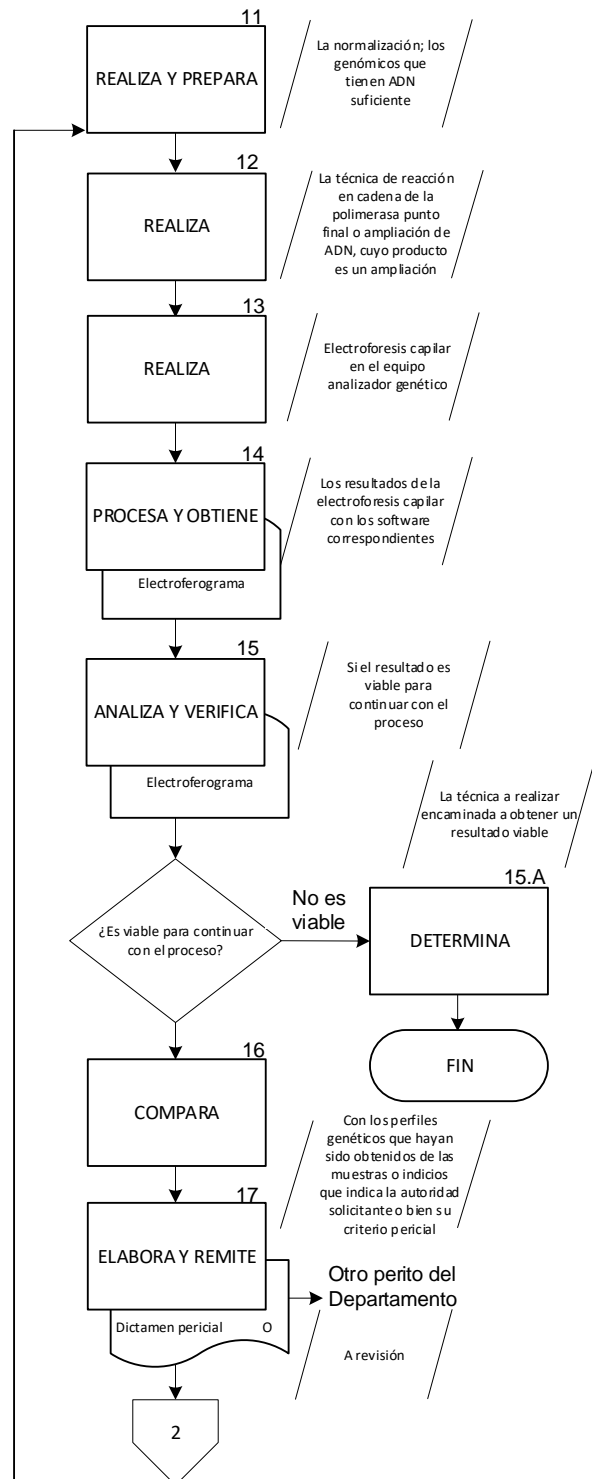 11
REALIZA Y PREPARA
La normalización; los
genómicos que
tienen ADN
suficiente
12
REALIZA
La técnica de reacción
en cadena de la
polimerasa punto
final o ampliación de
ADN, cuyo producto
es un ampliación
13
REALIZA
Electroforesis capilar
en el equipo
analizador genético
14
PROCESA Y OBTIENE
Electroferograma
Los resultados de la
electroforesis capilar
con los software
correspondientes
15
ANALIZA Y VERIFICA
Electroferograma
Si el resultado es
viable para
continuar con el
proceso
La técnica a realizar
encaminada a obtener un
resultado viable
¿Es viable para continuar
con el proceso?
No es
viable
15.A
DETERMINA
FIN
16
COMPARA
Con los perfiles
genéticos que hayan
sido obtenidos de las
muestras o indicios
que indica la autoridad
solicitante o bien su
criterio pericial
17
ELABORA Y REMITE
Dictamen pericial O
Otro perito del
Departamento
A revisión
2